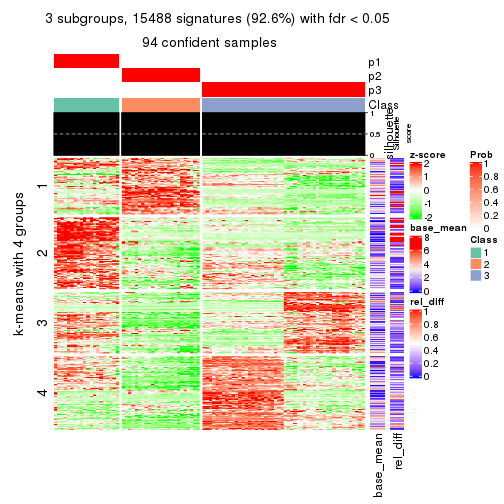 3 subgroups, 15488 signatures (92.6%) with fdr < 0.05
94 confident samples
p1
p2
p3
Class
silhouette
Silhouette
score
1
0.5
0
k-means with 4 groups
1
2
3
4
base_mean
rel_diff
z-score
2
1
0
-1
-2
base_mean
8
6
4
2
0
rel_diff
1
0.8
0.6
0.4
0.2
0
Prob
1
0.8
0.6
0.4
0.2
0
Class
1
2
3